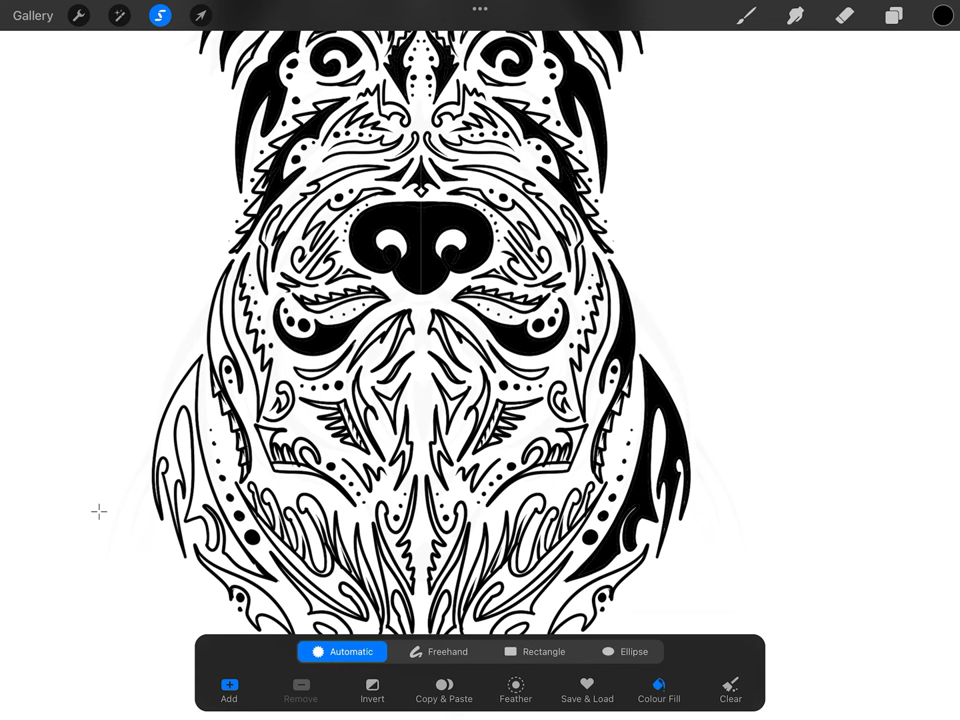 Gallery
Automatic Freehand Rectangle Ellipse
Add Remove Invert Copy & Paste Feather Save & Load Colour Fill Clear